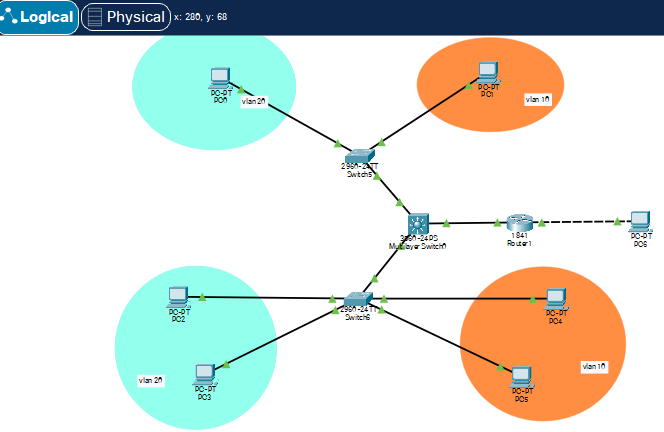 Logical
Physical
x: 280, y: 68
PC-PT
PC0
vlan 20
PC-PT
PC1
vlan 10
2960-24TT
Switch5
3560-24PS
Multilayer Switch0
1841
Router1
PC-PT
PC6
PC-PT
PC2
2960-24TT
Switch6
PC-PT
PC4
vlan 20
PC-PT
PC3
vlan 10
PC-PT
PC5